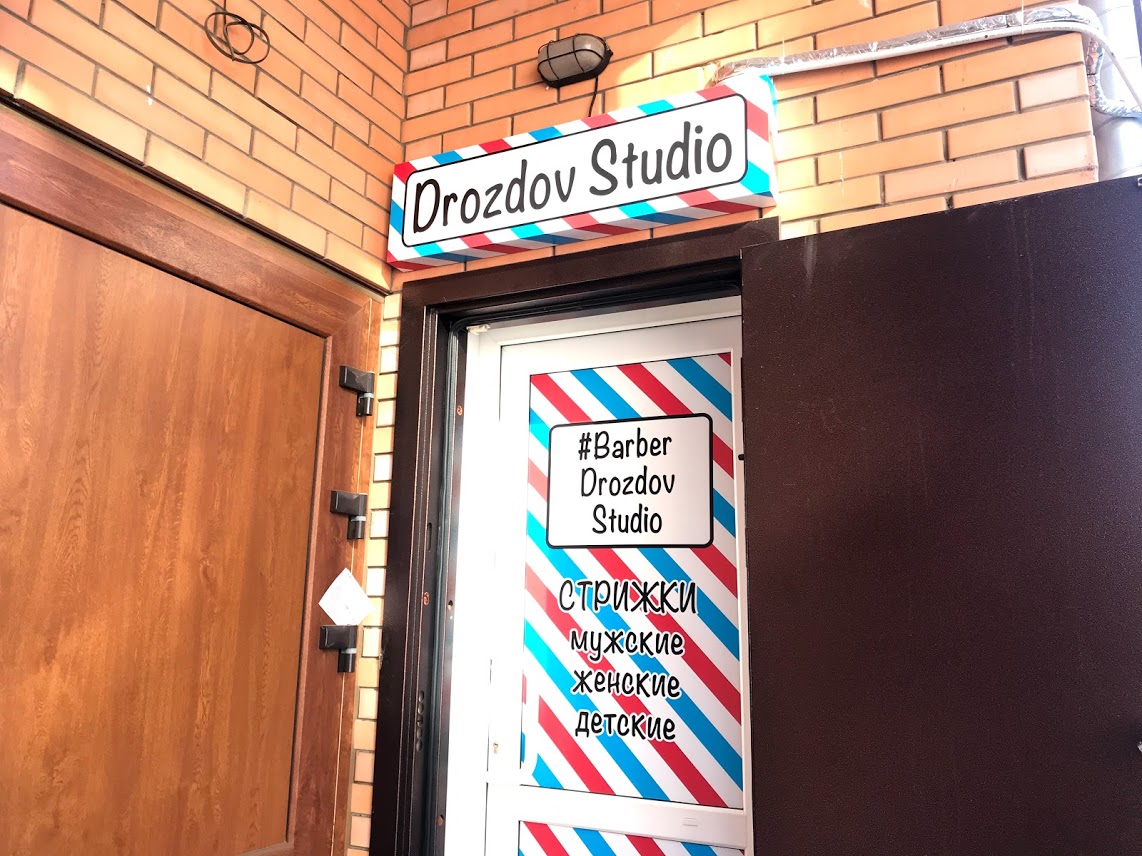 Drozdov Studio
#Barber
Drozdov
Studio
СТРИЖКИ
мужские
женские
детские